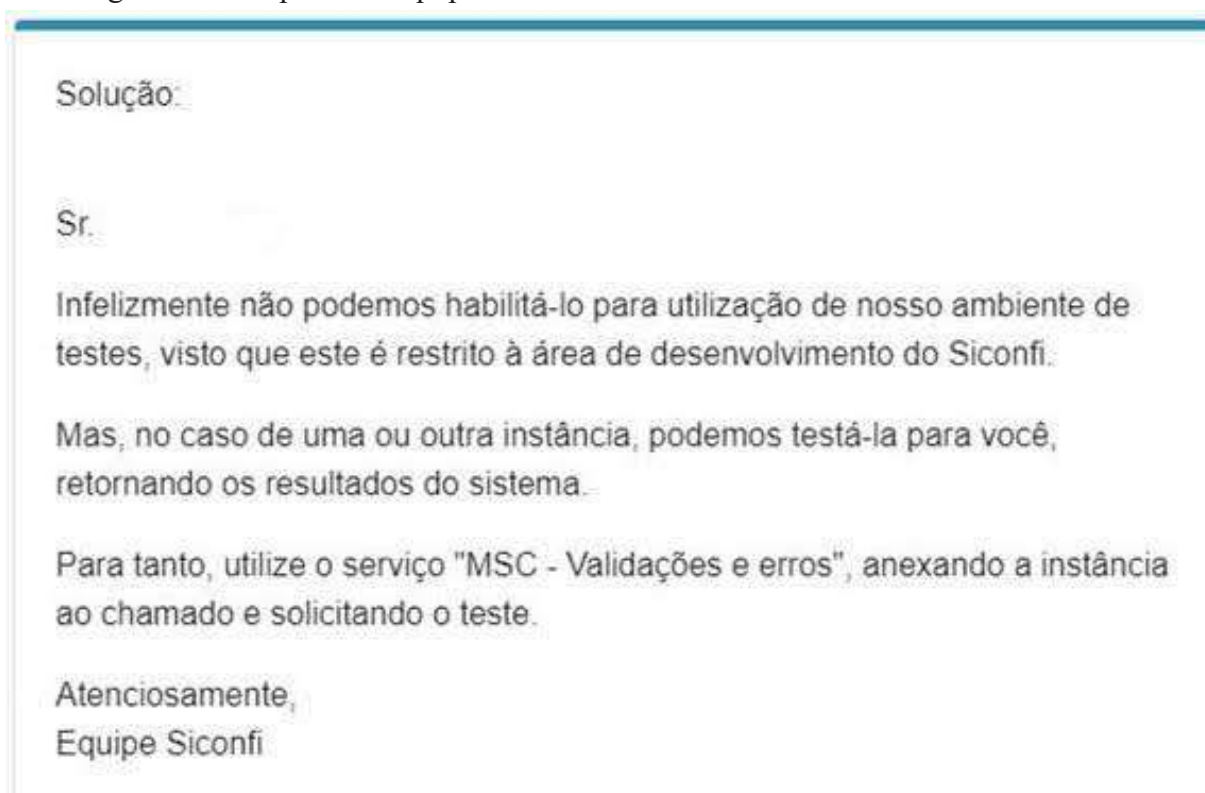 Solução:
Sr.
Infelizmente não podemos habilitá-lo para utilização de nosso ambiente de
testes, visto que este é restrito à área de desenvolvimento do Siconfi.
Mas, no caso de uma ou outra instância, podemos testá-la para você,
retornando os resultados do sistema.
Para tanto, utilize o serviço "MSC - Validações e erros", anexando a instância
ao chamado e solicitando o teste.
Atenciosamente,
Equipe Siconfi